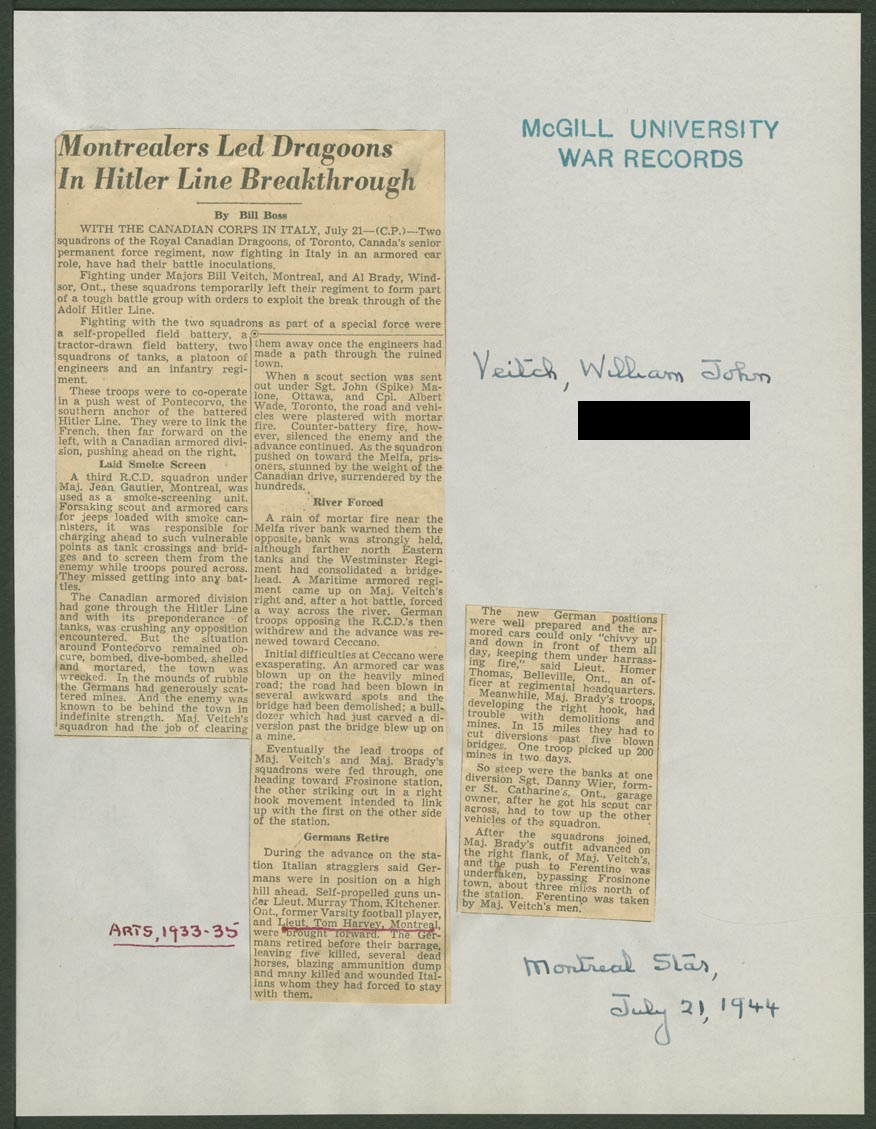 McGILL UNIVERSITY
WAR RECORDS
Montrealers Led Dragoons
In Hitler Line Breakthrough
By Bill Boss
WITH THE CANADIAN CORPS IN ITALY, July 21—(C.P.)—Two
squadrons of the Royal Canadian Dragoons, of Toronto, Canada's senior
permanent force regiment, now fighting in Italy in an armored car
role, have had their battle inoculations.
Fighting under Majors Bill Veitch, Montreal, and Al Brady, Wind-
sor, Ont., these squadrons temporarily left their regiment to form part
of a tough battle group with orders to exploit the break through of the
Adolf Hitler Line.
Fighting with the two squadrons as part of a special force were
a self-propelled field battery, a
tractor-drawn field battery, two
squadrons of tanks, a platoon of
engineers and an infantry regi-
ment.
These troops were to co-operate
in a push west of Pontecorvo, the
southern anchor of the battered
Hitler Line. They were to link the
French, then far forward on the
left, with a Canadian armored divi-
sion, pushing ahead on the right.
Laid Smoke Screen
A third R.C.D. squadron under
Maj. Jean Gautier, Montreal, was
used as a smoke-screening unit.
Forsaking scout and armored cars
for jeeps loaded with smoke can-
nisters, it was responsible for
charging ahead to such vulnerable
points as tank crossings and brid-
ges and to screen them from the
enemy while troops poured across.
They missed getting into any bat-
tles.
The Canadian armored division
had gone through the Hitler Line
and with its preponderance of
tanks, was crushing any opposition
encountered. But the situation
around Pontecorvo remained ob-
cure, bombed, dive-bombed, shelled
and mortared, the town was
wrecked. In the mounds of rubble
the Germans had generously scat-
tered mines. And the enemy was
known to be behind the town in
indefinite strength. Maj. Veitch's
squadron had the job of clearing
them away once the engineers had
made a path through the ruined
town.
When a scout section was sent
out under Sgt. John (Spike) Ma-
lone, Ottawa, and Cpl. Albert
Wade, Toronto, the road and vehi-
cles were plastered with mortar
fire. Counter-battery fire, how-
ever, silenced the enemy and the
advance continued. As the squadron
pushed on toward the Melfa, pris-
oners, stunned by the weight of the
Canadian drive, surrendered by the
hundreds.
River Forced
A rain of mortar fire near the
Melfa river bank warned them the
opposite bank was strongly held,
although farther north Eastern
tanks and the Westminster Regi-
ment had consolidated a bridge-
head. A Maritime armored regi-
ment came up on Maj. Veitch's
right and, after a hot battle, forced
a way across the river. German
troops opposing the R.C.D.'s then
withdrew and the advance was re-
newed toward Ceccano.
Initial difficulties at Ceccano were
exasperating. An armored car was
blown up on the heavily mined
road; the road had been blown in
several awkward spots and the
bridge had been demolished; a bull-
dozer which had just carved a di-
version past the bridge blew up on
a mine.
Eventually the lead troops of
Maj. Veitch's and Maj. Brady's
squadrons were fed through, one
heading toward Frosinone station,
the other striking out in a right
hook movement intended to link
up with the first on the other side
of the station.
Germans Retire
During the advance on the sta-
tion Italian stragglers said Ger-
mans were in position on a high
hill ahead. Self-propelled guns un-
der Lieut. Murray Thom, Kitchener
Ont., former Varsity football player,
and Lieut. Tom Harvey, Montreal,
were brought forward. The Ger-
mans retired before their barrage,
leaving five killed, several dead
horses, blazing ammunition dump
and many killed and wounded Ital-
ians whom they had forced to stay
with them.
ARTS, 1933-35
Veitch, William John
The new German positions
were well prepared and the ar-
mored cars could only "chivvy up
and down in front of them all
day, keeping them under harrass-
ing fire," said Lieut. Homer
Thomas, Belleville, Ont., an of-
ficer at regimental headquarters.
Meanwhile, Maj. Brady's troops,
developing the right hook, had
trouble with demolitions and
mines. In 15 miles they had to
cut diversions past five blown
bridges. One troop picked up 200
mines in two days.
So steep were the banks at one
diversion Sgt. Danny Wier, form-
er St. Catharine's, Ont., garage
owner, after he got his scout car
across, had to tow up the other
vehicles of the squadron.
After the squadrons joined,
Maj. Brady's outfit advanced on
the right flank, of Maj. Veitch's,
and the push to Ferentino was
undertaken, bypassing Frosinone
town, about three miles north of
the station. Ferentino was taken
by Maj. Veitch's men.
Montreal Star,
July 21, 1944